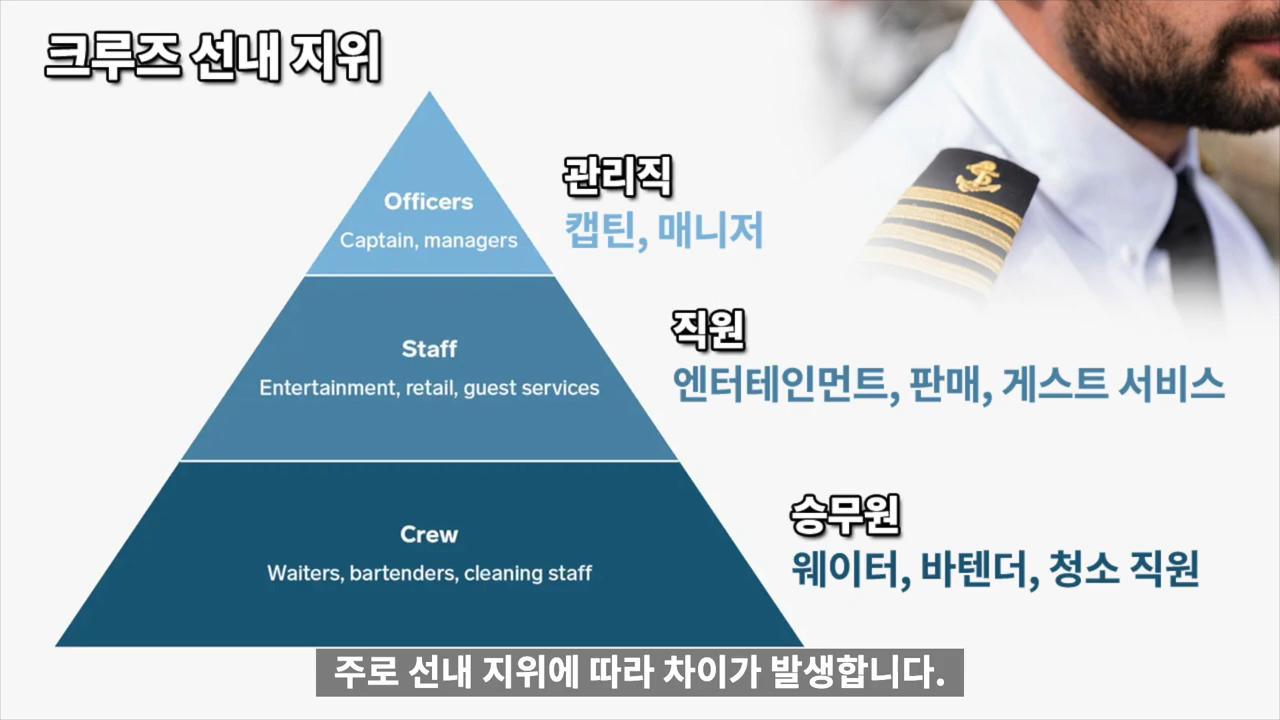 크루즈 선내 지위
Officers
Captain, managers
관리직
캡틴, 매니저
Staff
Entertainment, retail, guest services
직원
엔터테인먼트, 판매, 게스트 서비스
Crew
Waiters, bartenders, cleaning staff
승무원
웨이터, 바텐더, 청소 직원
주로 선내 지위에 따라 차이가 발생합니다.